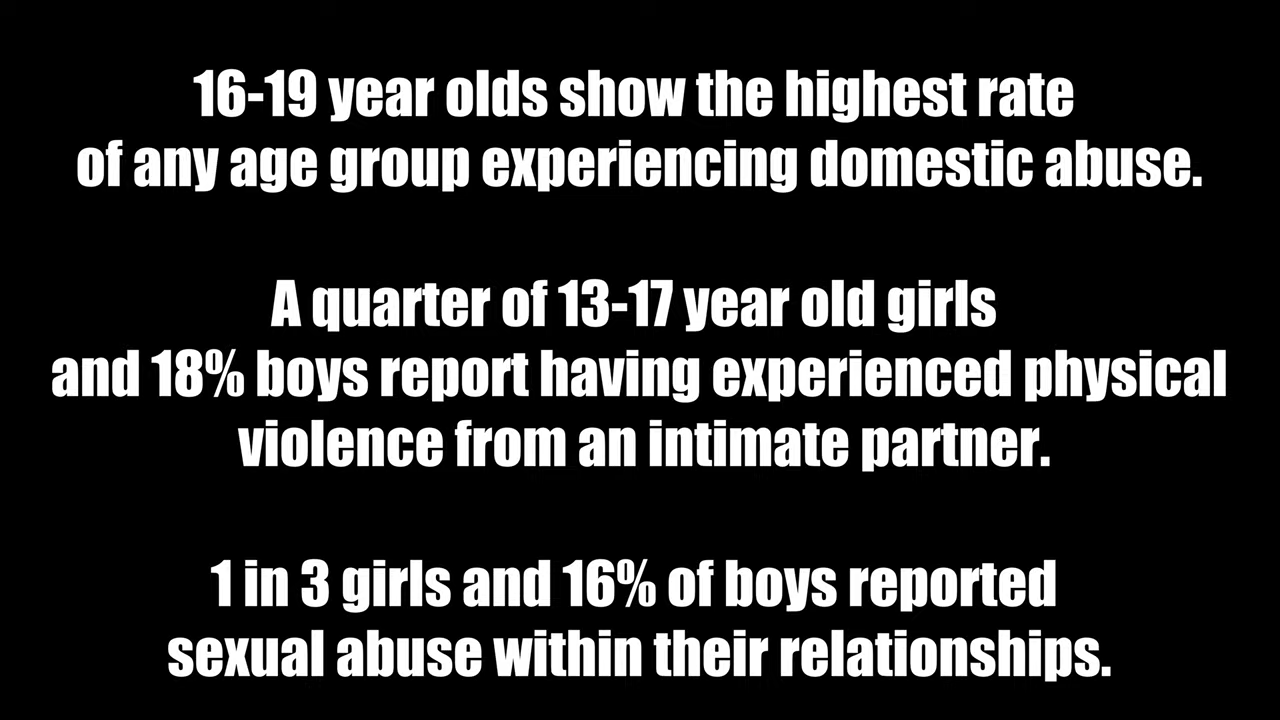 16-19 year olds show the highest rate
of any age group experiencing domestic abuse.
A quarter of 13-17 year old girls
and 18% boys report having experienced physical
violence from an intimate partner.
1 in 3 girls and 16% of boys reported
sexual abuse within their relationships.